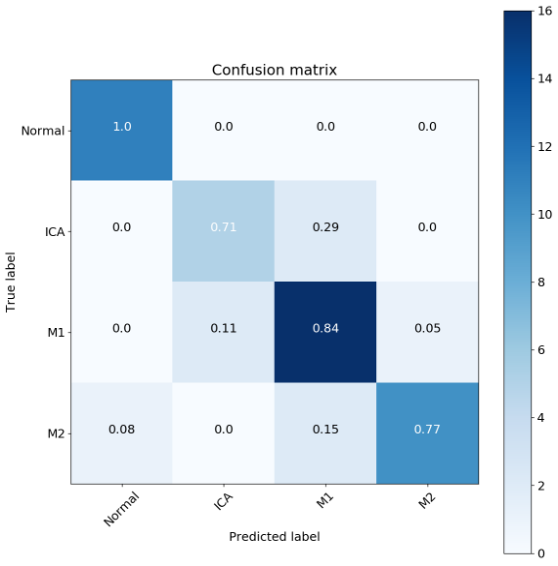 Confusion matrix
16
14
12
10
8
6
4
2
0
True label
Normal
1.0 0.0 0.0 0.0
ICA
0.0 0.71 0.29 0.0
M1
0.0 0.11 0.84 0.05
M2
0.08 0.0 0.15 0.77
Normal ICA M1 M2
Predicted label